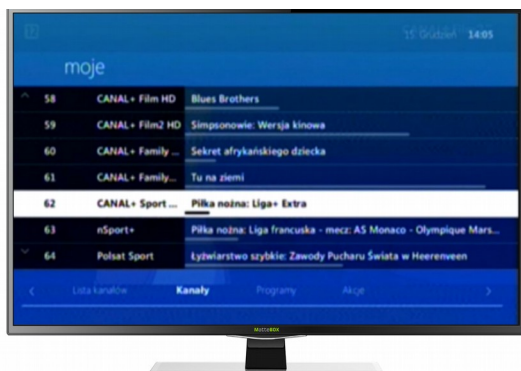 15. Grudzień 14:05
moje
58 CANAL+ Film HD Blues Brothers
59 CANAL+ Film2 HD Simpsonowie: Wersja kinowa
60 CANAL+ Family ... Sekret afrykańskiego dziecka
61 CANAL+ Family... Tu na ziemi
62 CANAL+ Sport ... Piłka nożna: Liga+ Extra
63 nSport+ Piłka nożna: Liga francuska - mecz: AS Monaco - Olympique Mars...
64 Polsat Sport Łyżwiarstwo szybkie: Zawody Pucharu Świata w Heerenveen
Lista kanałów Kanały Programy Akcje
MUTTABOX